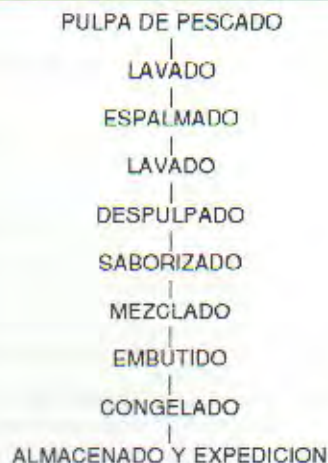 PULPA DE PESCADO
LAVADO
ESPALMADO
LAVADO
DESPULPADO
SABORIZADO
MEZCLADO
EMBUTIDO
CONGELADO
ALMACENADO Y EXPEDICION